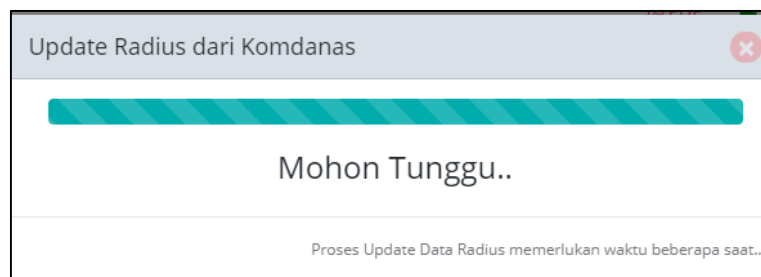 Update Radius dari Komdanas
Mohon Tunggu..
Proses Update Data Radius memerlukan waktu beberapa saat..